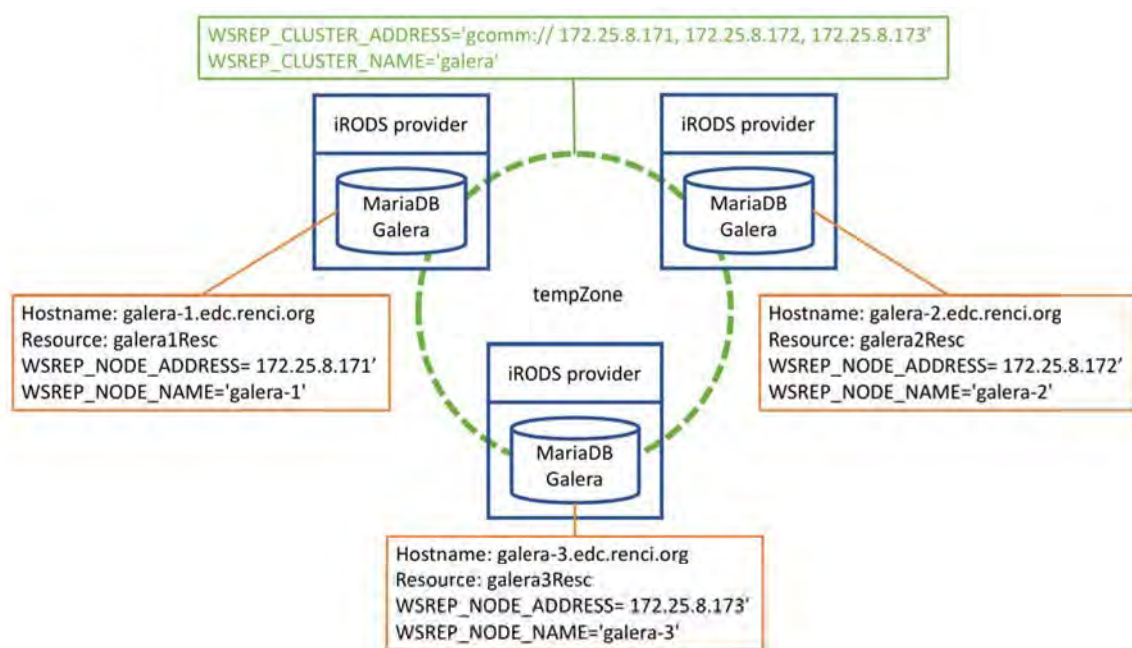 WSREP_CLUSTER_ADDRESS='gcomm:// 172.25.8.171, 172.25.8.172, 172.25.8.173’
WSREP_CLUSTER_NAME='galera'
iRODS provider
MariaDB
Galera
iRODS provider
MariaDB
Galera
tempZone
Hostname: galera-1.edc.renci.org
Resource: galera1Resc
WSREP_NODE_ADDRESS= 172.25.8.171’
WSREP_NODE_NAME='galera-1'
Hostname: galera-2.edc.renci.org
Resource: galera2Resc
WSREP_NODE_ADDRESS= 172.25.8.172’
WSREP_NODE_NAME='galera-2'
iRODS provider
MariaDB
Galera
Hostname: galera-3.edc.renci.org
Resource: galera3Resc
WSREP_NODE_ADDRESS= 172.25.8.173’
WSREP_NODE_NAME='galera-3'